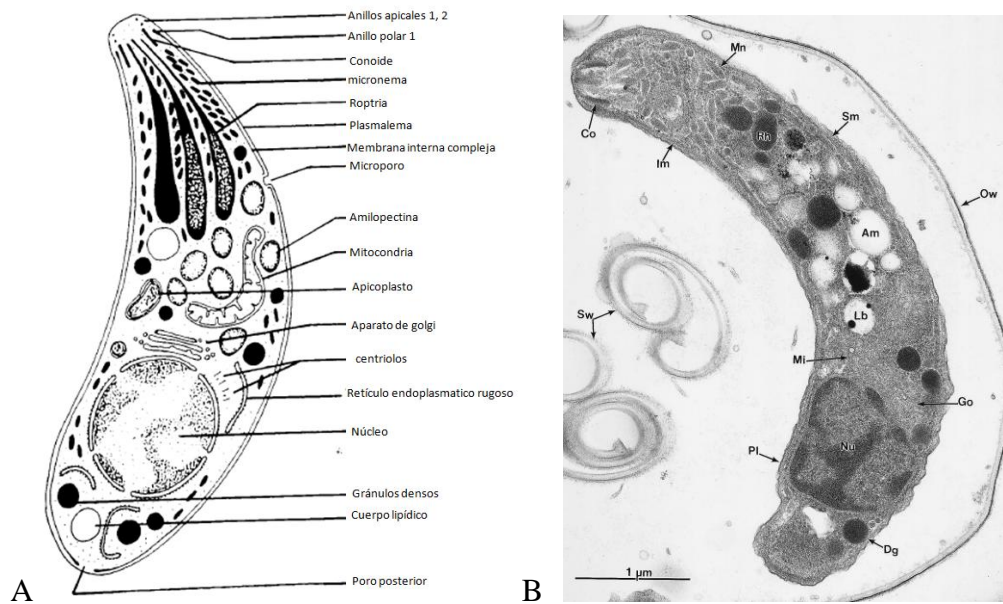 Anillos apicales 1, 2
Anillo polar 1
Conoide
micronema
Roptria
Plasmalema
Membrana interna compleja
Microporo
Amilopectina
Mitocondria
Apicoplasto
Aparato de golgi
centriolos
Retículo endoplasmatico rugoso
Núcleo
Gránulos densos
Cuerpo lipídico
Poro posterior
A
Mn
Co
Rh
Sm
Im
Ow
Am
Sw
Lb
Mi
Go
Nu
Pl
Dg
1 µm
B